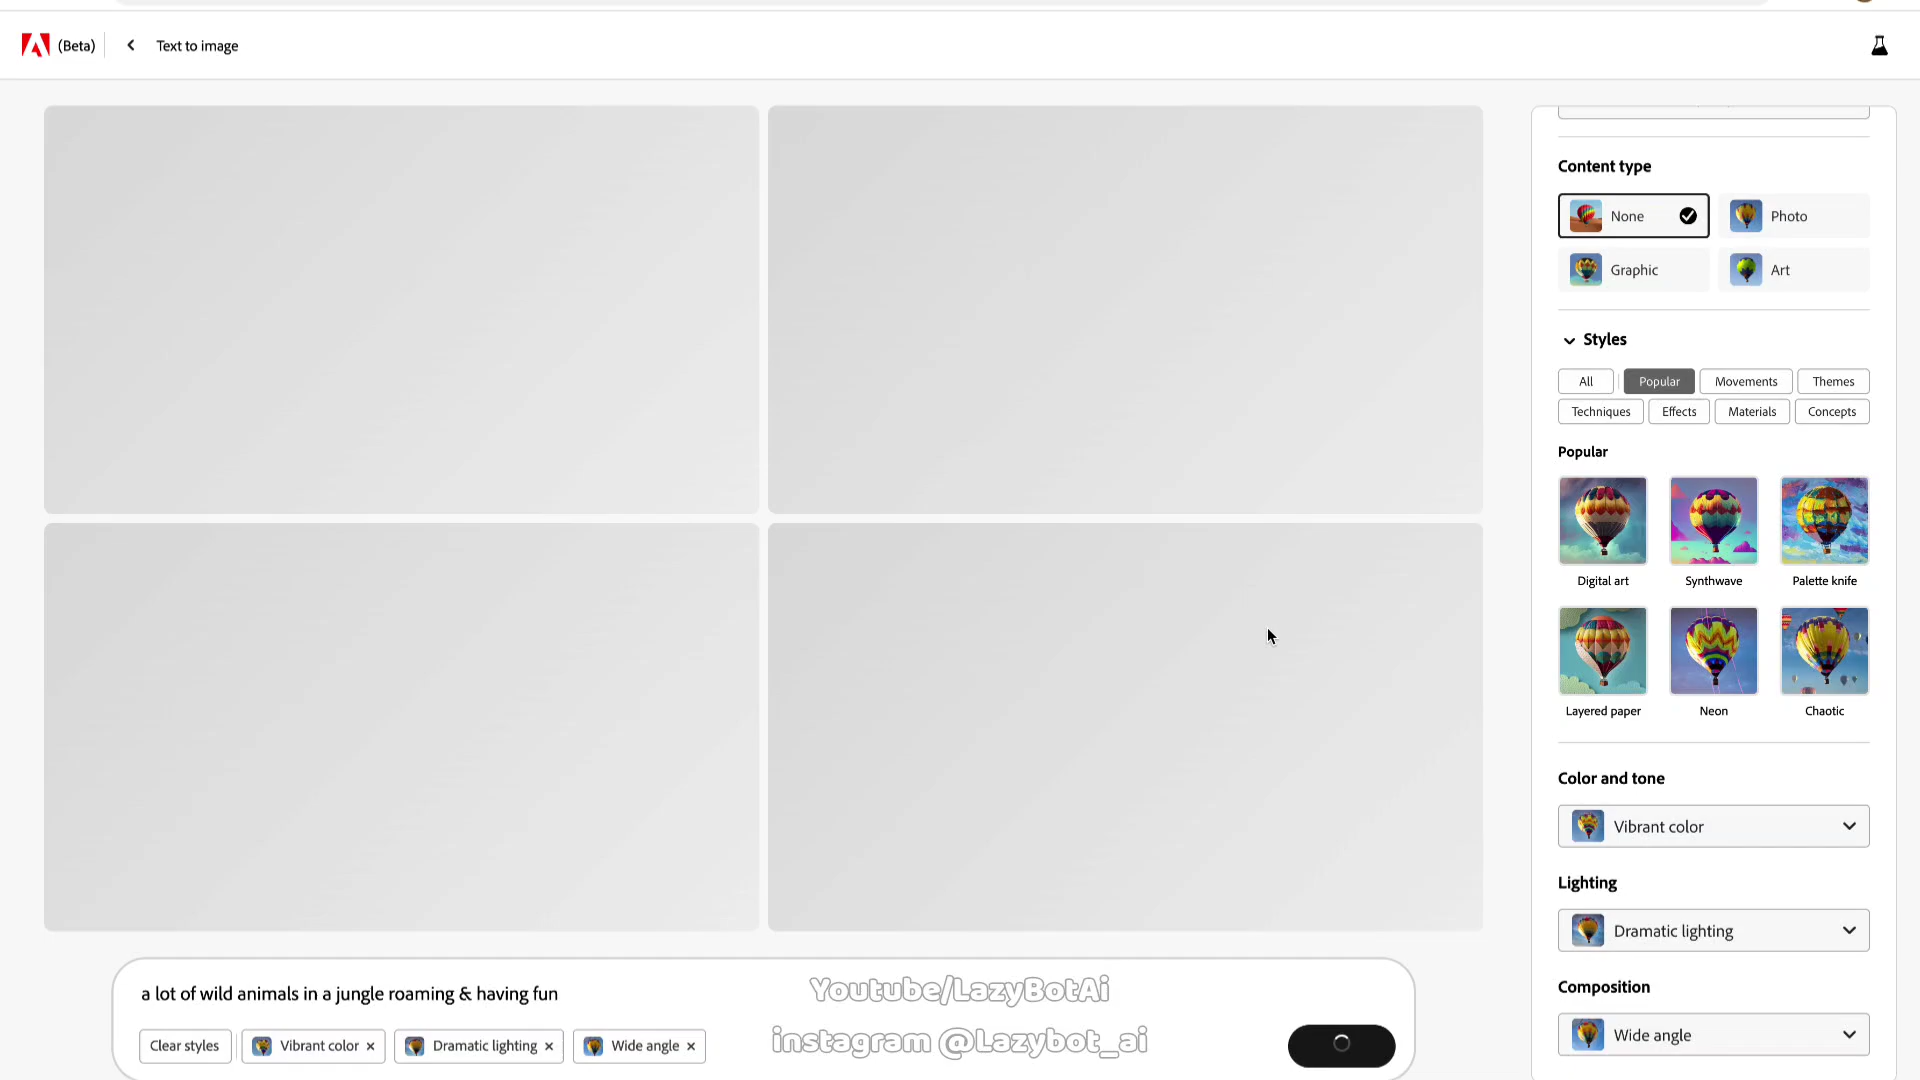 (Beta)
Text to image
Content type
None
Photo
Graphic
Art
Styles
All
Popular
Movements
Themes
Techniques
Effects
Materials
Concepts
Popular
Digital art
Synthwave
Palette knife
Layered paper
Neon
Chaotic
Color and tone
Vibrant color
Lighting
Dramatic lighting
Composition
Wide angle
a lot of wild animals in a jungle roaming & having fun
Clear styles
Vibrant color
Dramatic lighting
Wide angle
Youtube/LazyBotAi
instagram @Lazybot_ai